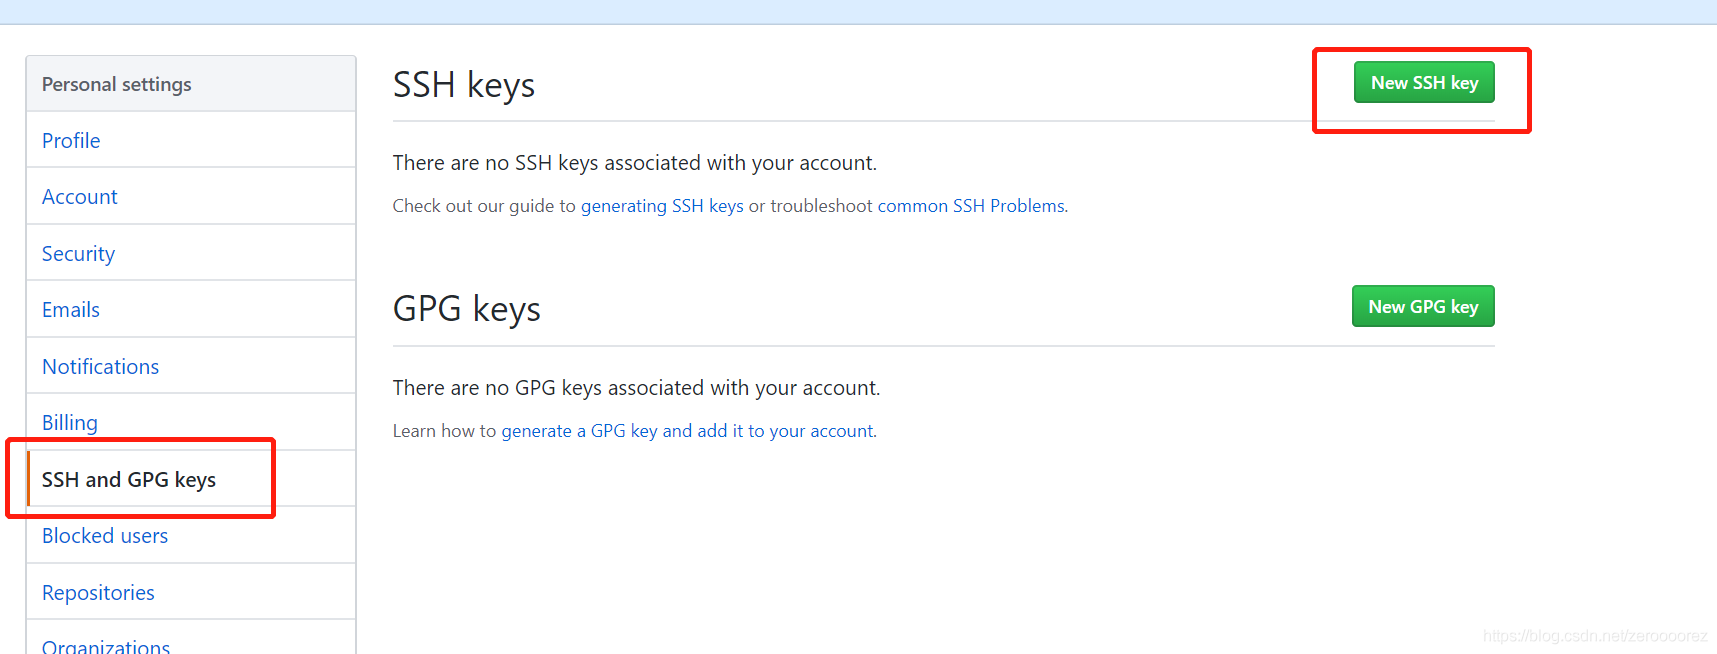 Personal settings
Profile
Account
Security
Emails
Notifications
Billing
SSH and GPG keys
Blocked users
Repositories
Organizations
SSH keys
New SSH key
There are no SSH keys associated with your account.
Check out our guide to generating SSH keys or troubleshoot common SSH Problems.
GPG keys
New GPG key
There are no GPG keys associated with your account.
Learn how to generate a GPG key and add it to your account.
https://blog.csdn.net/zeroooorez